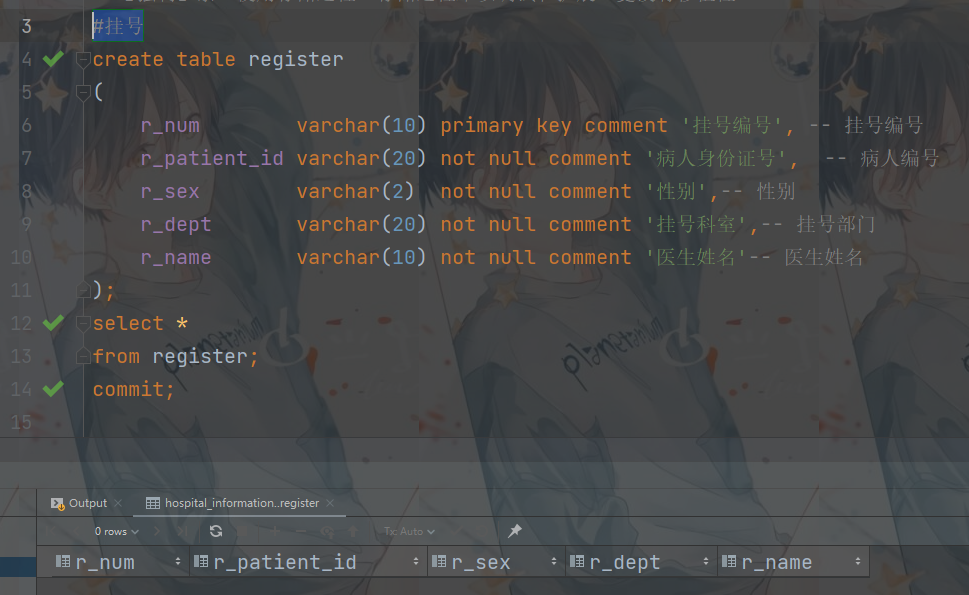 3 #挂号
4 create table register
5 (
6 r_num varchar(10) primary key comment '挂号编号', -- 挂号编号
7 r_patient_id varchar(20) not null comment '病人身份证号', -- 病人编号
8 r_sex varchar(2) not null comment '性别',-- 性别
9 r_dept varchar(20) not null comment '挂号科室',-- 挂号部门
10 r_name varchar(10) not null comment '医生姓名'-- 医生姓名
11 );
12 select *
13 from register;
14 commit;
15
planetarium
planetarium
Output hospital_information..register
0 rows Tx: Auto
r_num r_patient_id r_sex r_dept r_name